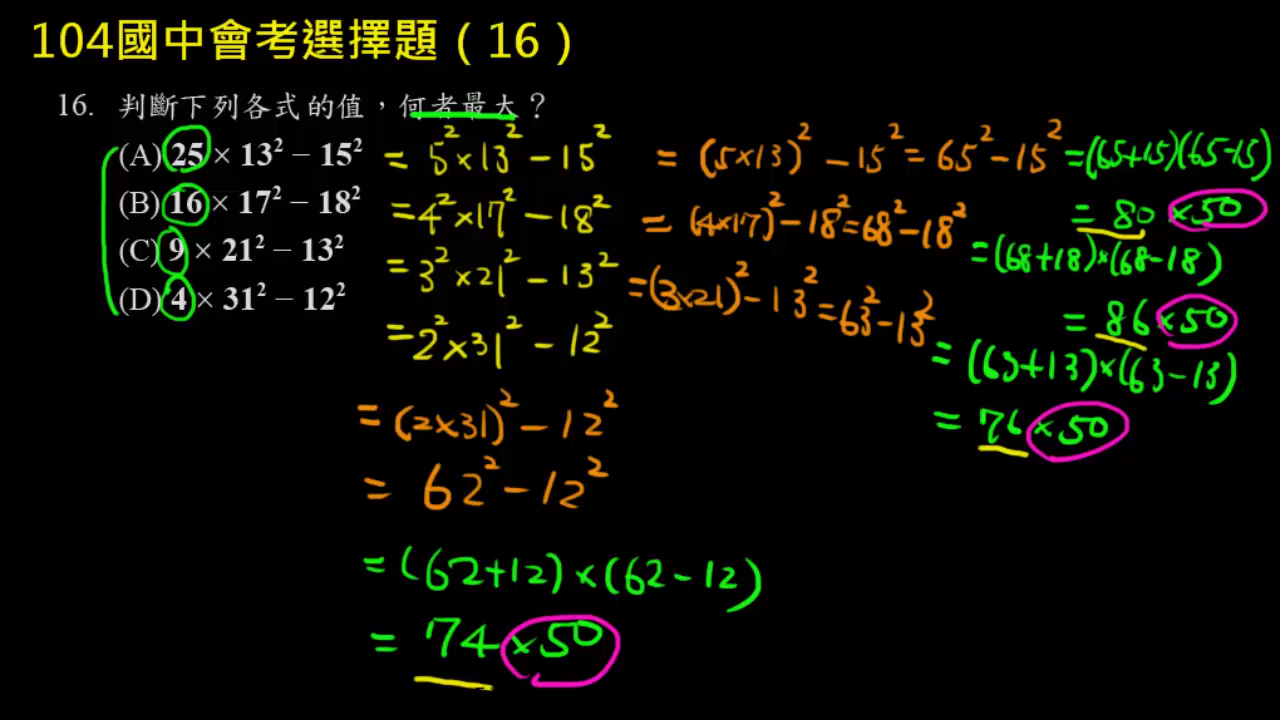 104國中會考選擇題（16）
16. 判斷下列各式的值，何者最大？
(A) 25 × 13² − 15² = 5² × 13² − 15² = (5×13)² − 15² = 65² − 15² = (65+15)(65−15)
= 80 × 50
(B) 16 × 17² − 18² = 4² × 17² − 18² = (4×17)² − 18² = 68² − 18²
= (68+18)×(68−18)
= 86 × 50
(C) 9 × 21² − 13² = 3² × 21² − 13² = (3×21)² − 13² = 63² − 13²
= (63+13)×(63−13)
= 76 × 50
(D) 4 × 31² − 12² = 2² × 31² − 12²
= (2×31)² − 12²
= 62² − 12²
= (62+12)×(62−12)
= 74 × 50